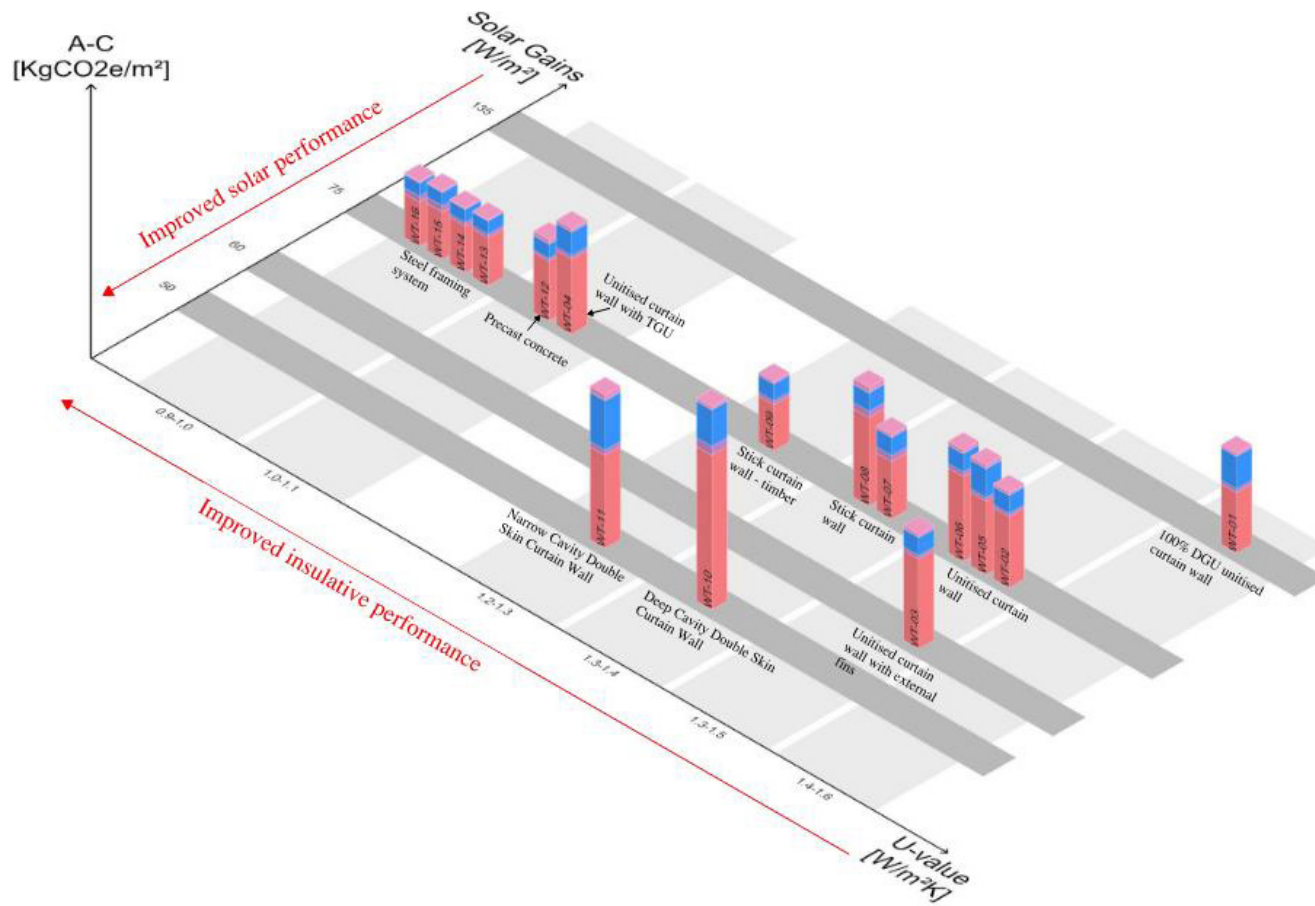 A-C
[KgCO2e/m²]
Solar Gains
[W/m²]
Improved solar performance
135
75
60
50
WT-16
WT-15
WT-14
WT-13
WT-12
WT-04
Steel framing
system
Precast concrete
Unitised curtain
wall with TGU
WT-11
WT-10
WT-09
WT-08
WT-07
WT-06
WT-05
WT-02
WT-03
WT-01
Narrow Cavity Double
Skin Curtain Wall
Deep Cavity Double Skin
Curtain Wall
Stick curtain
wall - timber
Stick curtain
wall
Unitised curtain
wall
Unitised curtain
wall with external
fins
100% DGU unitised
curtain wall
0.9-1.0
1.0-1.1
1.2-1.3
1.3-1.4
1.3-1.5
1.4-1.6
Improved insulative performance
U-value
[W/m²K]